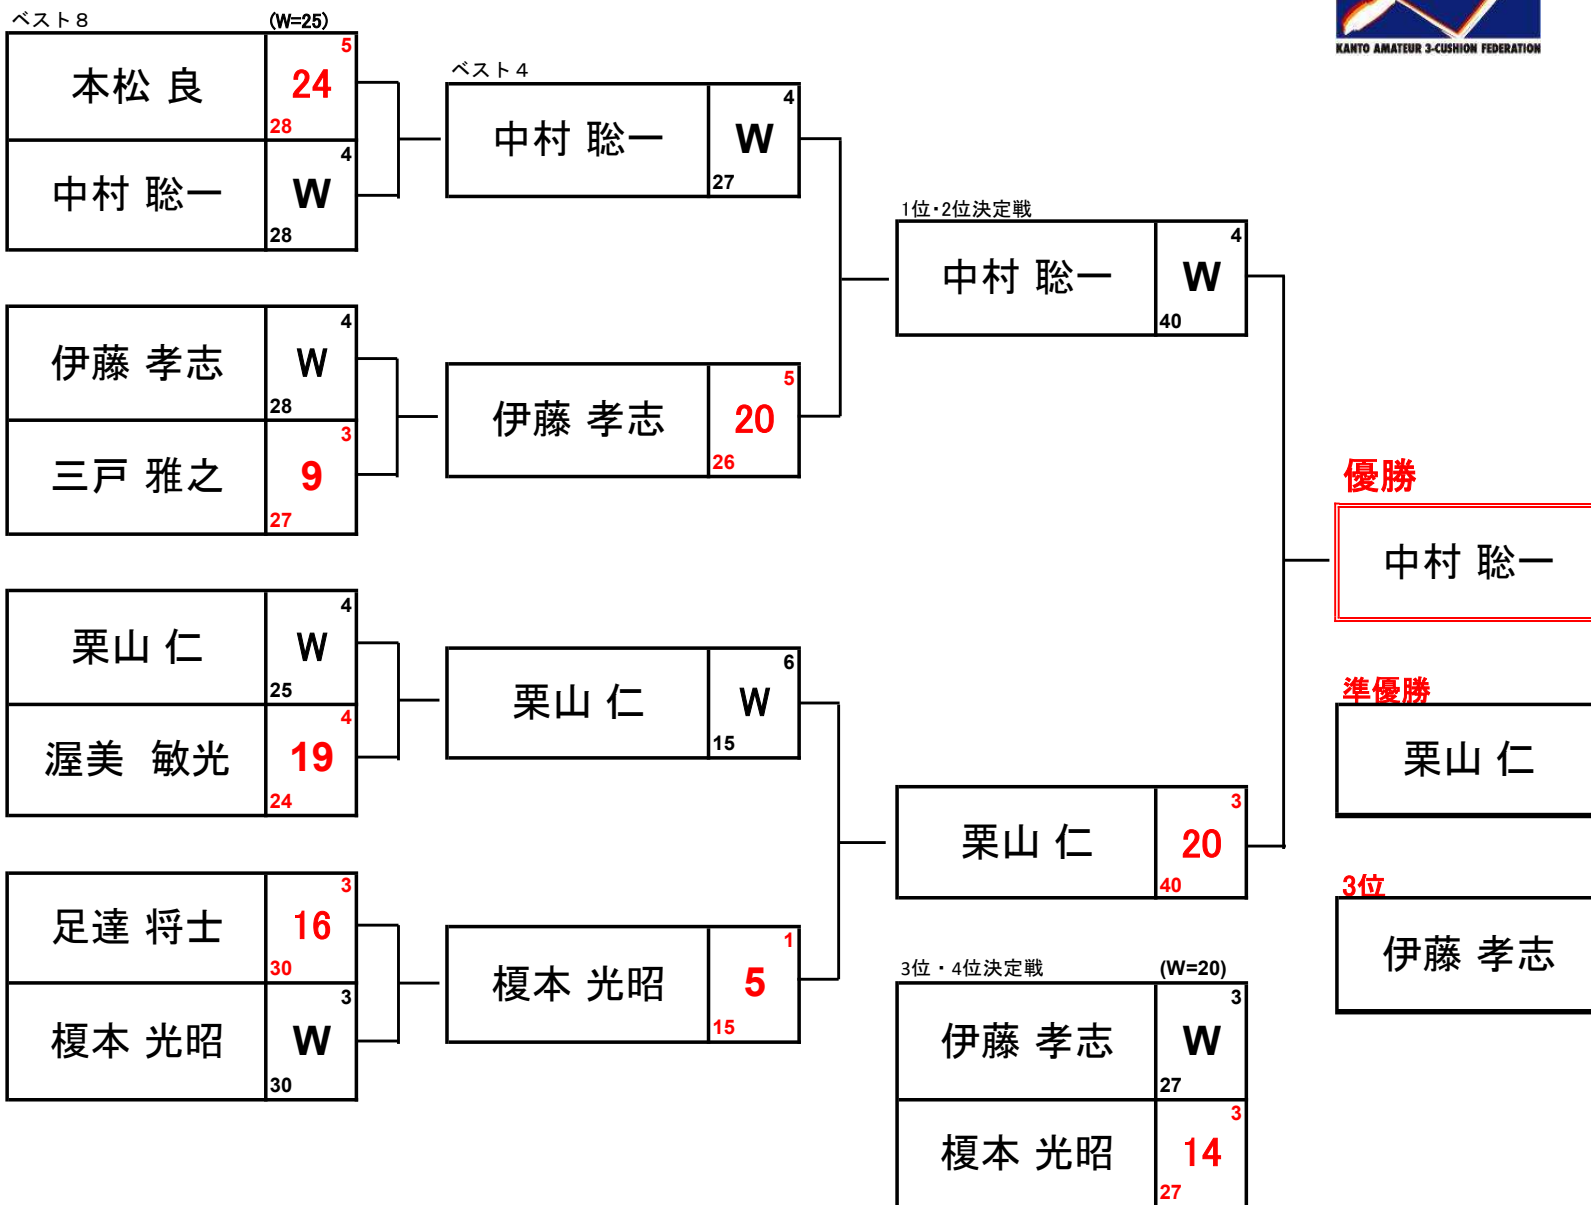 KANTO AMATEUR 3-CUSHION FEDERATION
ベスト8 (W=25)
本松 良 5 24 28
中村 聡一 4 W 28
伊藤 孝志 4 W 28
三戸 雅之 3 9 27
栗山 仁 4 W 25
渥美 敏光 4 19 24
足達 将士 3 16 30
榎本 光昭 3 W 30
ベスト4
中村 聡一 4 W 27
伊藤 孝志 5 20 26
栗山 仁 6 W 15
榎本 光昭 1 5 15
1位・2位決定戦
中村 聡一 4 W 40
栗山 仁 3 20 40
3位・4位決定戦 (W=20)
伊藤 孝志 3 W 27
榎本 光昭 3 14 27
優勝
中村 聡一
準優勝
栗山 仁
3位
伊藤 孝志